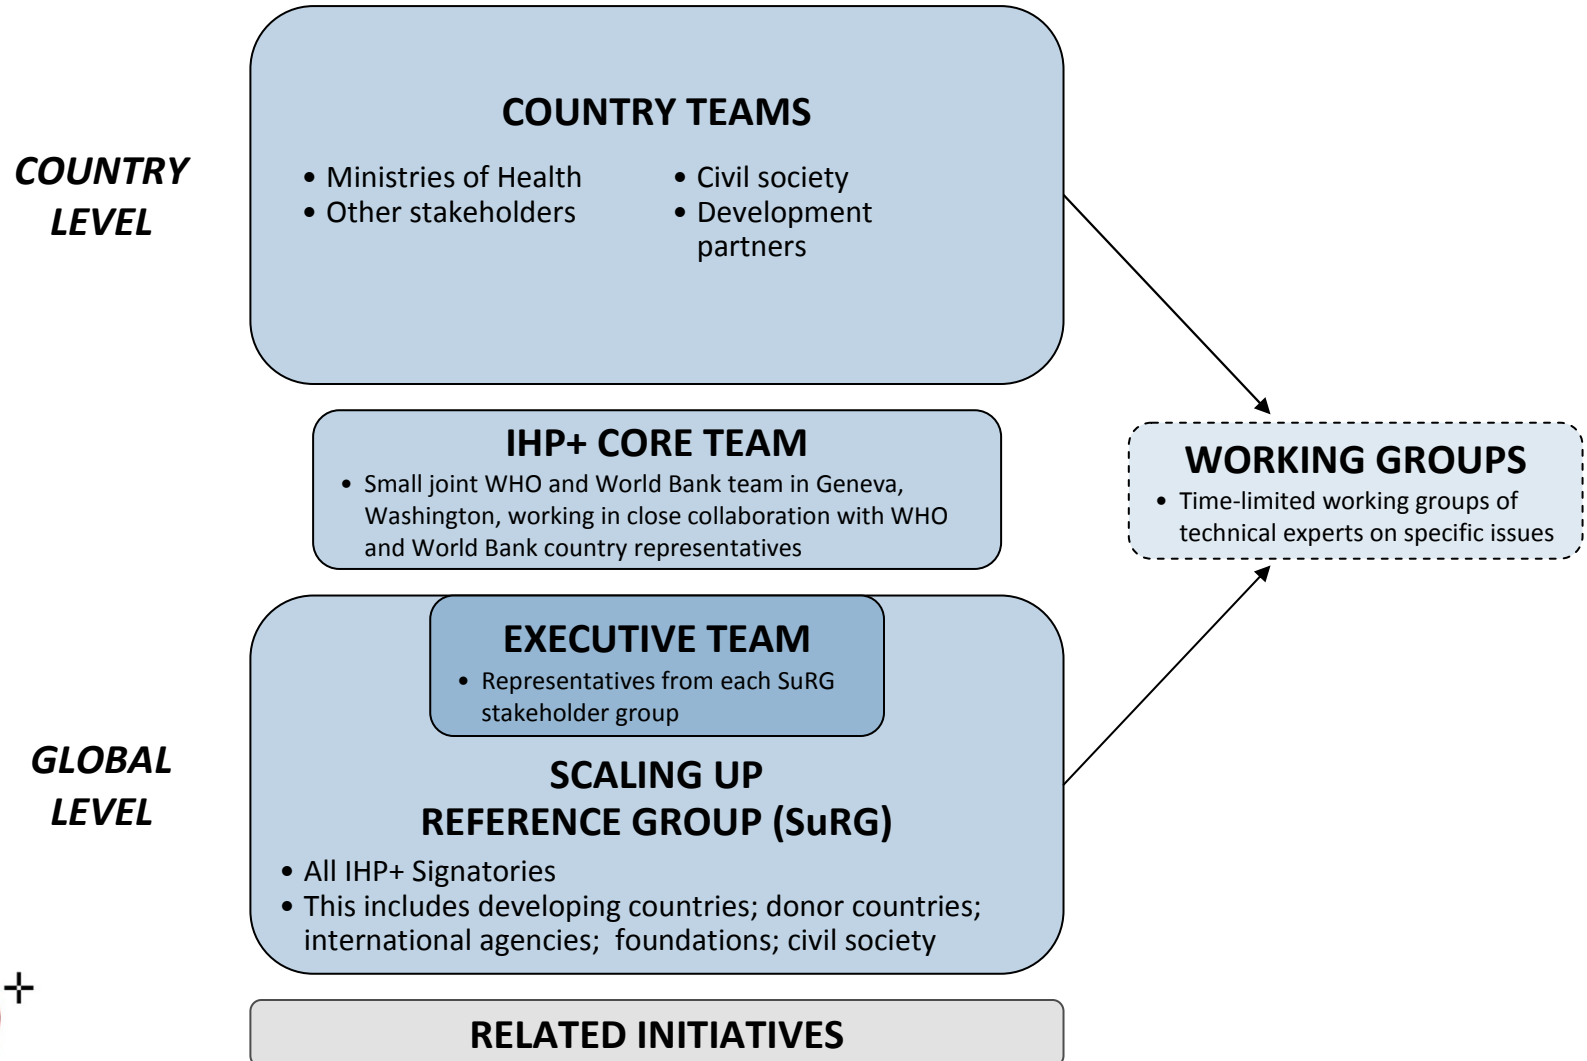 COUNTRY TEAMS
COUNTRY
LEVEL
• Ministries of Health
• Other stakeholders
• Civil society
• Development
partners
IHP+ CORE TEAM
• Small joint WHO and World Bank team in Geneva,
Washington, working in close collaboration with WHO
and World Bank country representatives
WORKING GROUPS
• Time-limited working groups of
technical experts on specific issues
EXECUTIVE TEAM
• Representatives from each SuRG
stakeholder group
GLOBAL
LEVEL
SCALING UP
REFERENCE GROUP (SuRG)
• All IHP+ Signatories
• This includes developing countries; donor countries;
international agencies; foundations; civil society
RELATED INITIATIVES